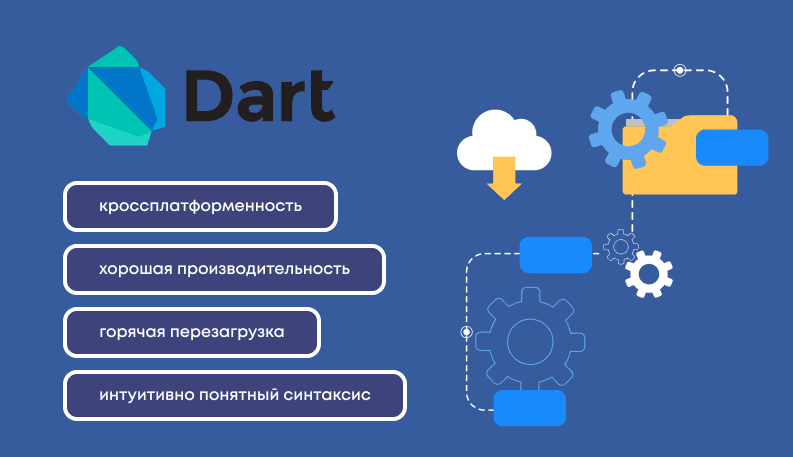 Dart
кроссплатформенность
хорошая производительность
горячая перезагрузка
интуитивно понятный синтаксис